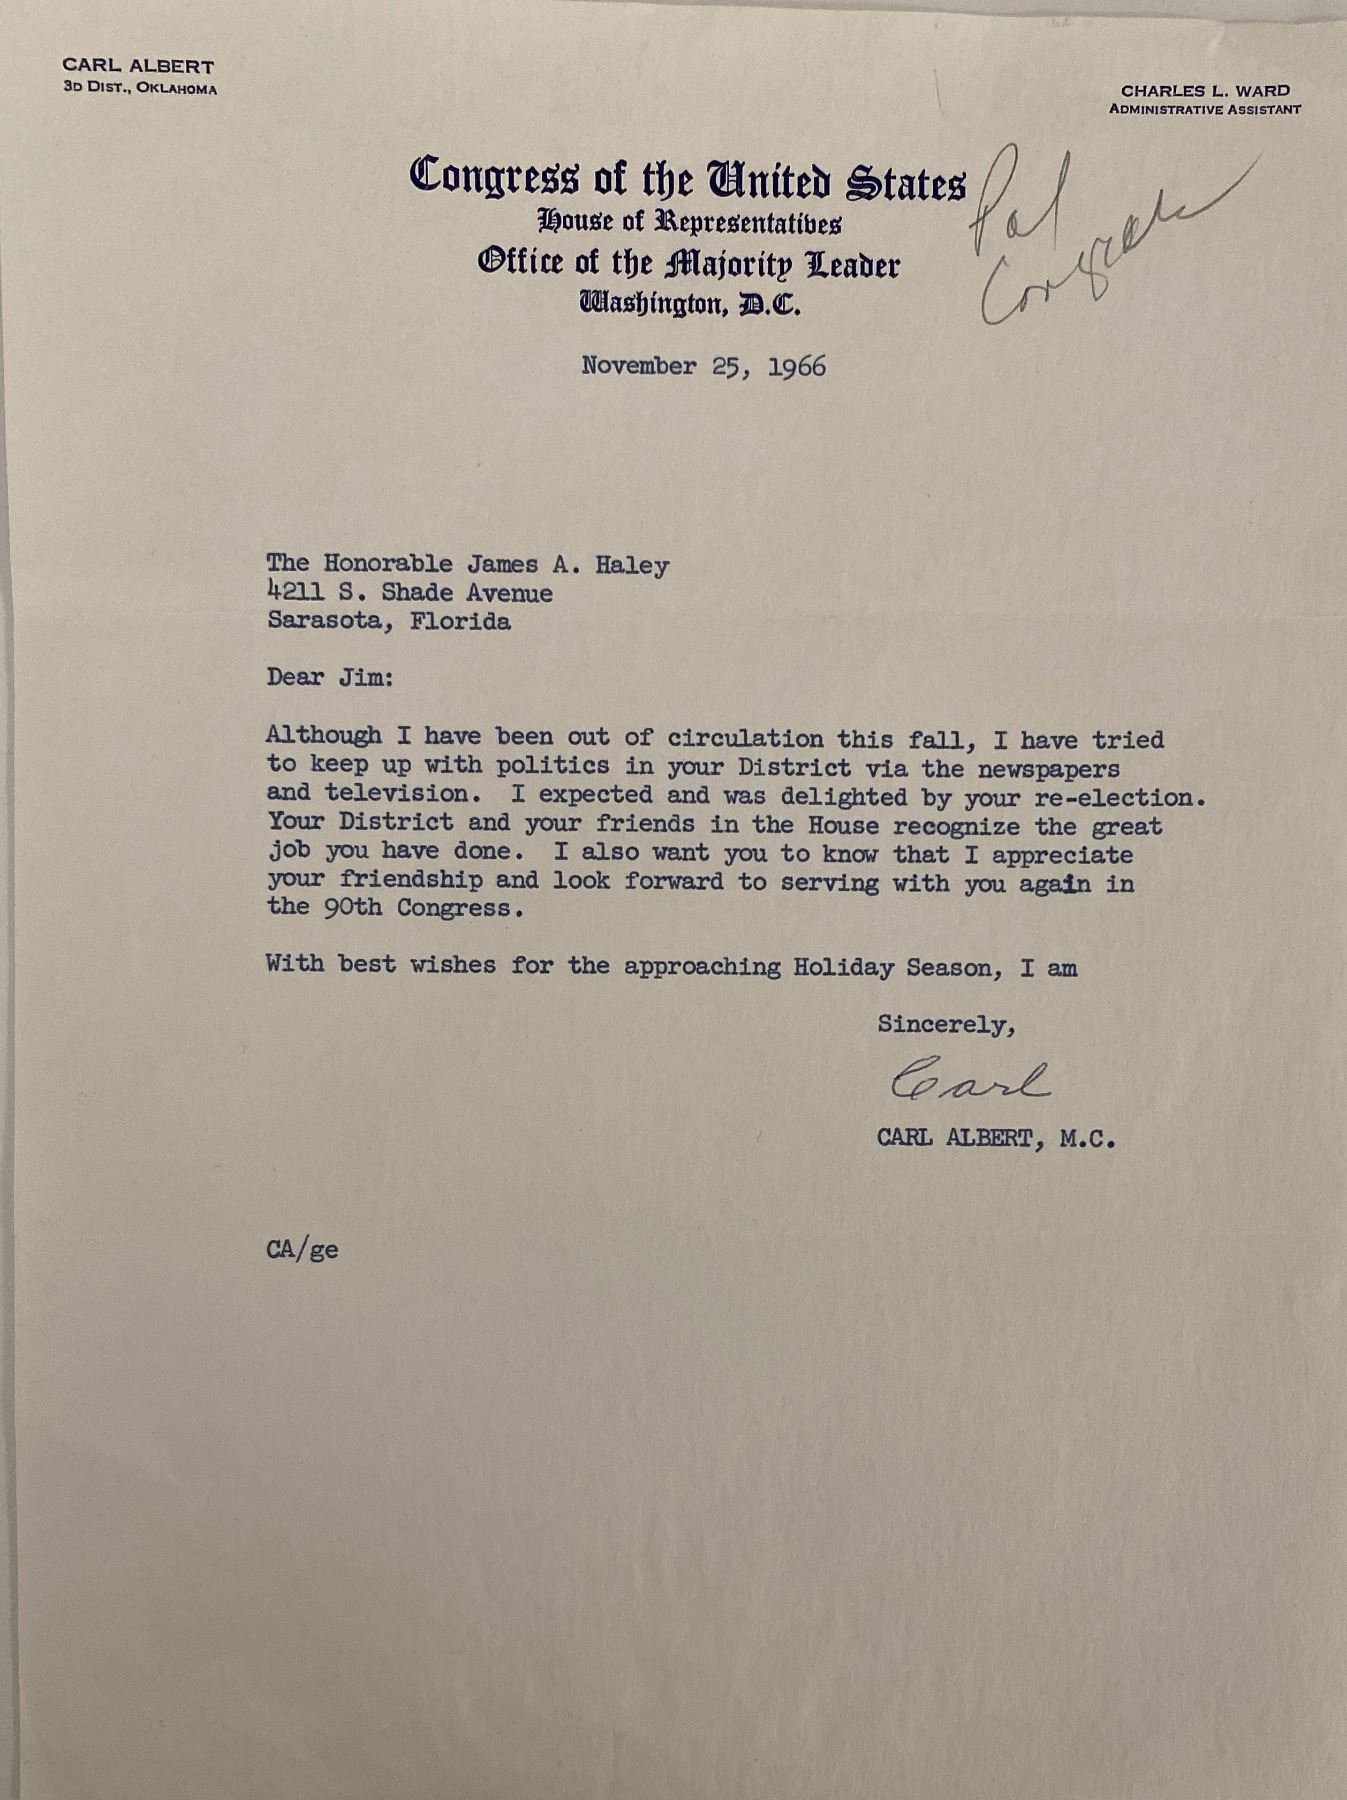 CARL ALBERT
3D DIST., OKLAHOMA
CHARLES L. WARD
ADMINISTRATIVE ASSISTANT
Congress of the United States
House of Representatives
Office of the Majority Leader
Washington, D.C.
Pol
Congrats
November 25, 1966
The Honorable James A. Haley
4211 S. Shade Avenue
Sarasota, Florida
Dear Jim:
Although I have been out of circulation this fall, I have tried
to keep up with politics in your District via the newspapers
and television. I expected and was delighted by your re-election.
Your District and your friends in the House recognize the great
job you have done. I also want you to know that I appreciate
your friendship and look forward to serving with you again in
the 90th Congress.
With best wishes for the approaching Holiday Season, I am
Sincerely,
Carl
CARL ALBERT, M.C.
CA/ge